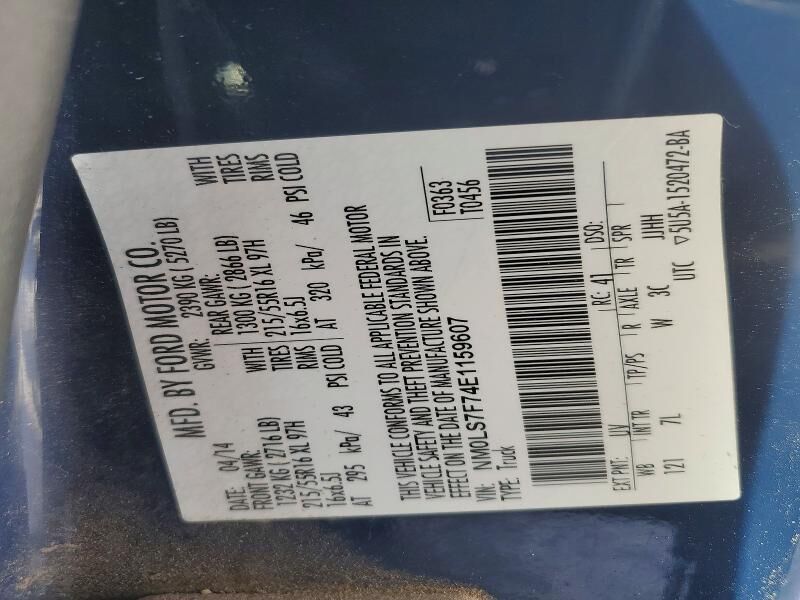 MFD. BY FORD MOTOR CO.
DATE: 04/14 GVWR: 2390 KG ( 5270 LB)
FRONT GAWR: REAR GAWR:
1232 KG ( 2716 LB) WITH 1300 KG ( 2866 LB) WITH
215/55R16 XL 97H TIRES 215/55R16 XL 97H TIRES
16x6.5J RIMS 16x6.5J RIMS
AT 295 kPa/ 43 PSI COLD AT 320 kPa/ 46 PSI COLD
THIS VEHICLE CONFORMS TO ALL APPLICABLE FEDERAL MOTOR
VEHICLE SAFETY AND THEFT PREVENTION STANDARDS IN
EFFECT ON THE DATE OF MANUFACTURE SHOWN ABOVE.
F0363
T0456
VIN: NM0LS7F74E1159607
TYPE: Truck
EXT PNT: JV RC: 41 DSO:
WB INT TR TP/PS R AXLE TR SPR
121 7L W 3C JJHH
UTC ▽5U5A-1520472-BA